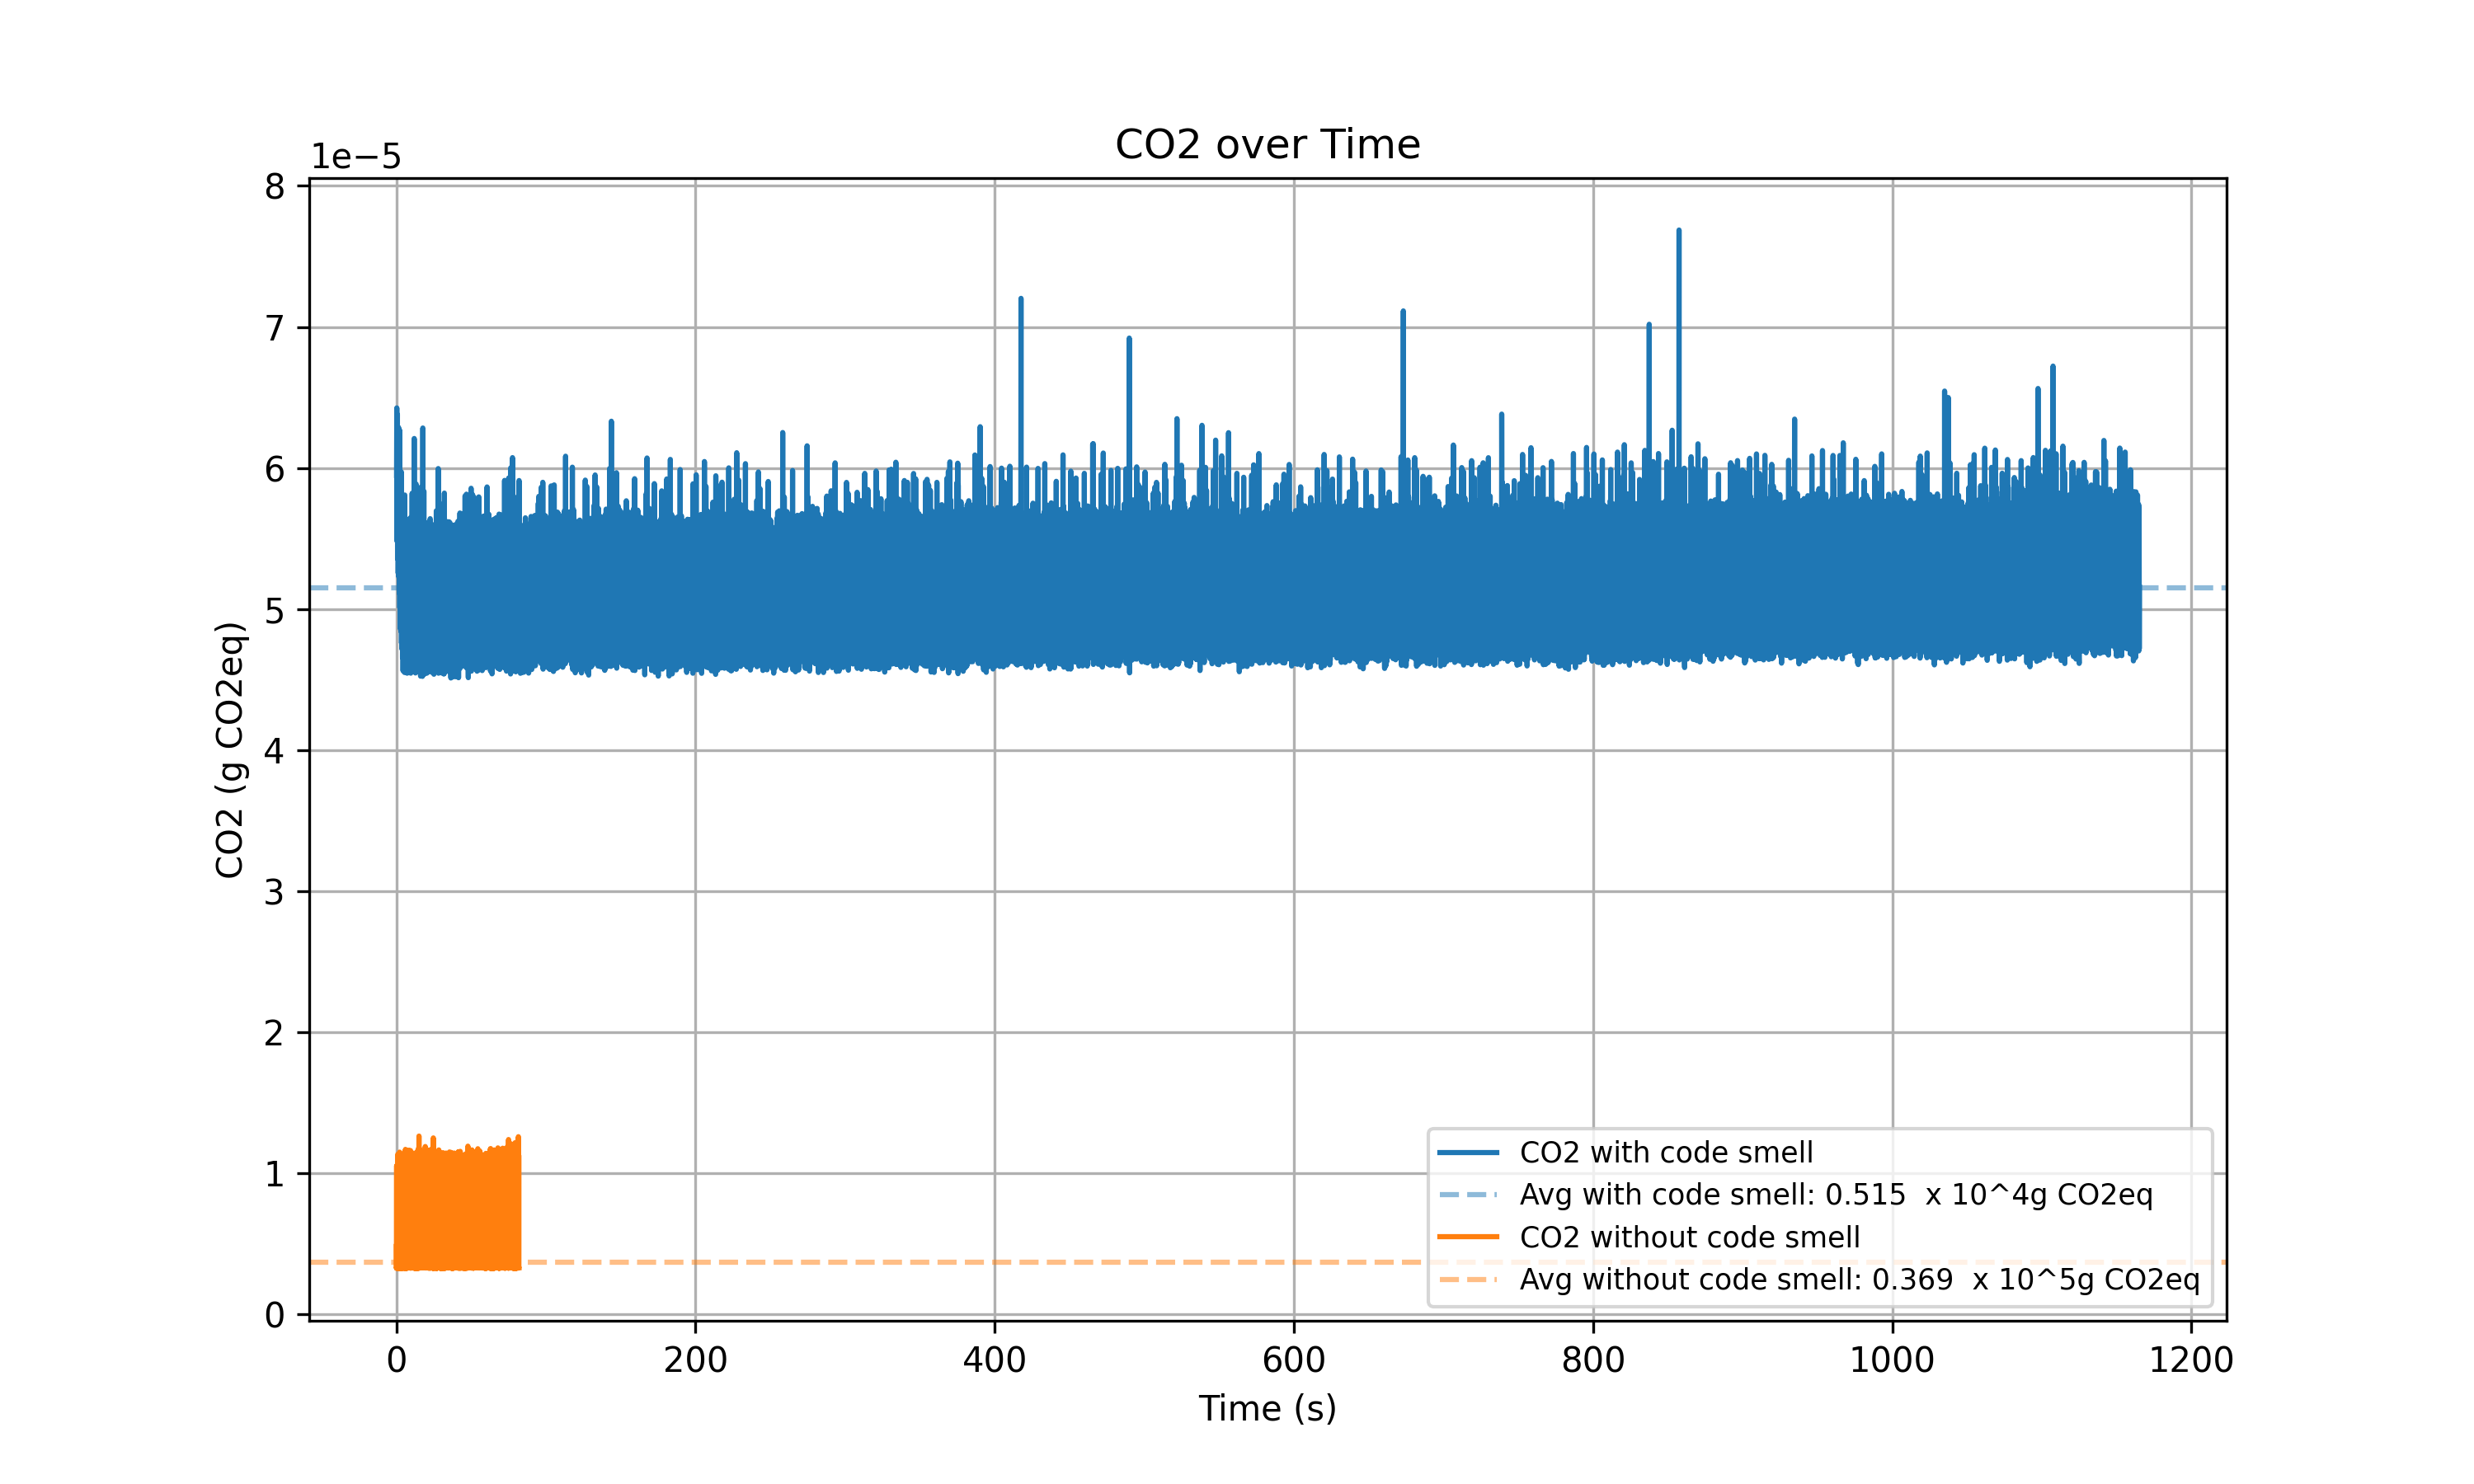 CO2 over Time
1e−5
8
7
6
5
4
3
2
1
0
CO2 (g CO2eq)
0 200 400 600 800 1000 1200
Time (s)
CO2 with code smell
Avg with code smell: 0.515  x 10^4g CO2eq
CO2 without code smell
Avg without code smell: 0.369  x 10^5g CO2eq